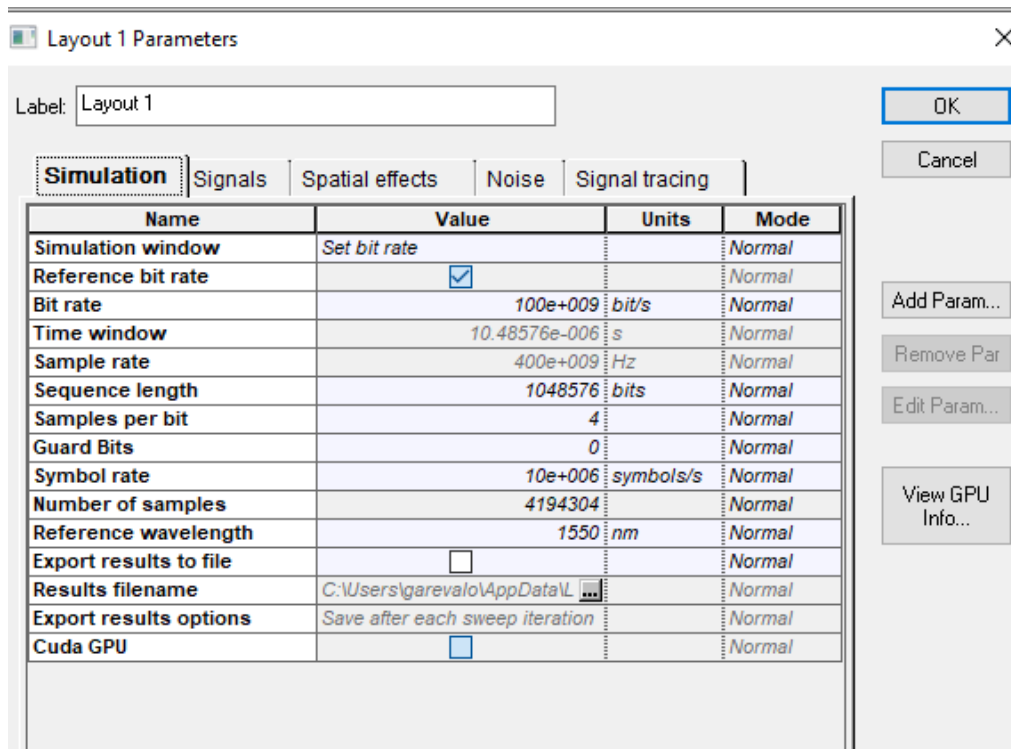 Layout 1 Parameters
Label: Layout 1
OK
Cancel
Simulation Signals Spatial effects Noise Signal tracing
Name Value Units Mode
Simulation window Set bit rate Normal
Reference bit rate Normal
Bit rate 100e+009 bit/s Normal
Time window 10.48576e-006 s Normal
Sample rate 400e+009 Hz Normal
Sequence length 1048576 bits Normal
Samples per bit 4 Normal
Guard Bits 0 Normal
Symbol rate 10e+006 symbols/s Normal
Number of samples 4194304 Normal
Reference wavelength 1550 nm Normal
Export results to file Normal
Results filename C:\Users\garevalo\AppData\L ... Normal
Export results options Save after each sweep iteration Normal
Cuda GPU Normal
Add Param...
Remove Par
Edit Param...
View GPU
Info...